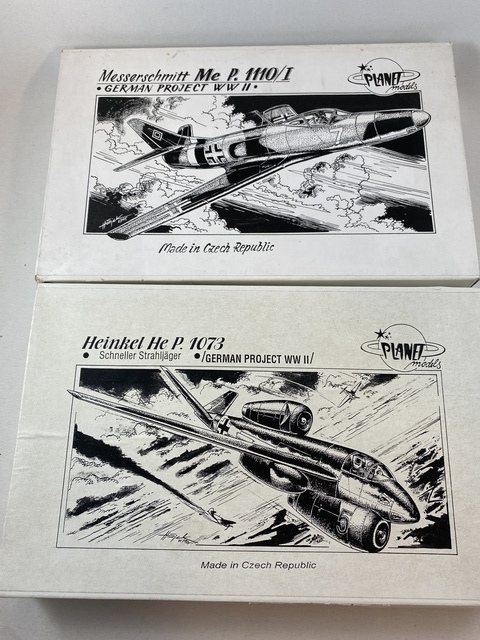 Messerschmitt Me P. 1110/I
• GERMAN PROJECT WW II •
PLANET
models
7
Made in Czech Republic
Heinkel He P. 1073
• Schneller Strahljäger • /GERMAN PROJECT WW II/
PLANET
models
Made in Czech Republic